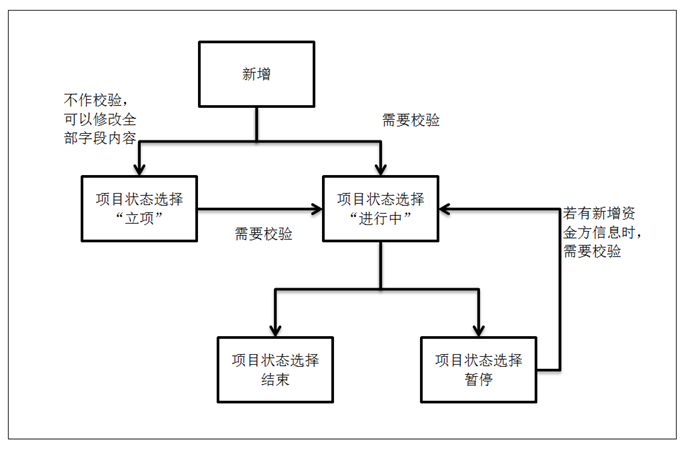 新增
不作校验，
可以修改全
部字段内容
需要校验
项目状态选择
“立项”
需要校验
项目状态选择
“进行中”
若有新增资
金方信息时，
需要校验
项目状态选择
结束
项目状态选择
暂停